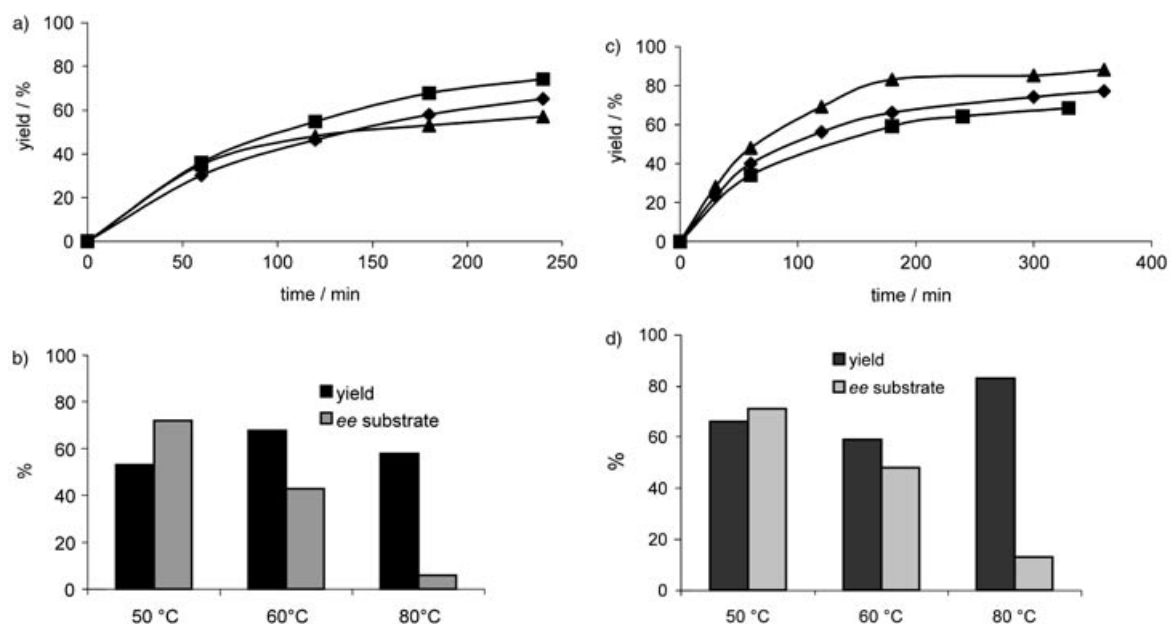 a)
100
80
60
40
20
0
yield / %
0 50 100 150 200 250
time / min
c)
100
80
60
40
20
0
yield / %
0 100 200 300 400
time / min
b)
100
80
60
40
20
0
%
yield
ee substrate
50 °C 60°C 80°C
d)
100
80
60
40
20
0
%
yield
ee substrate
50 °C 60 °C 80 °C